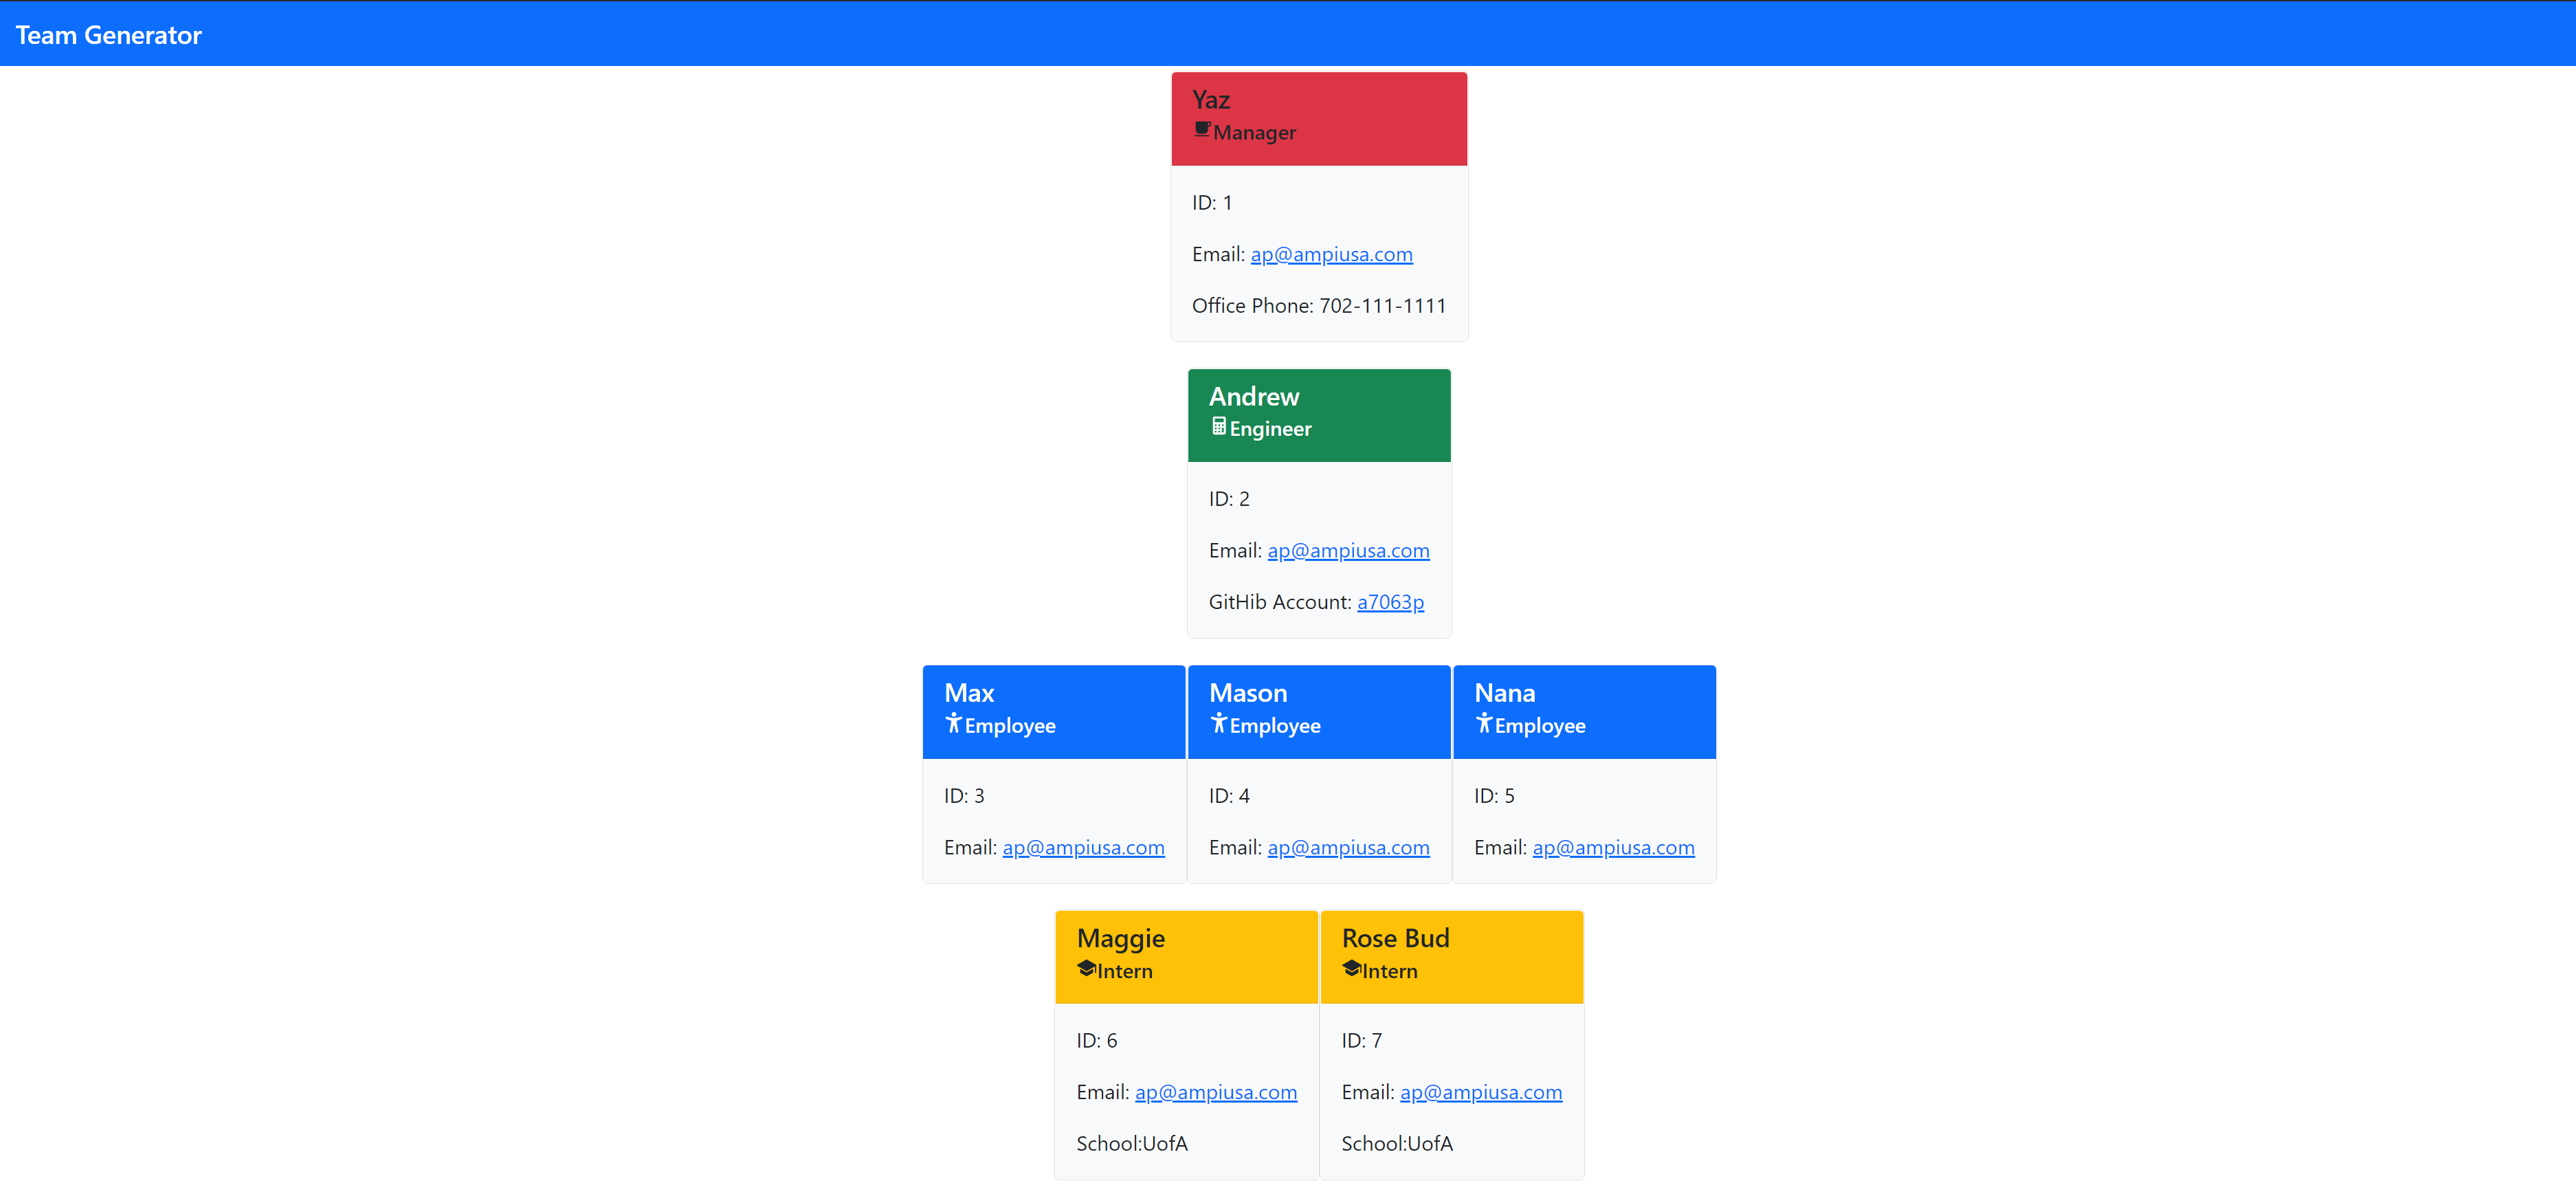 Team Generator
Yaz
Manager
ID: 1
Email: ap@ampiusa.com
Office Phone: 702-111-1111
Andrew
Engineer
ID: 2
Email: ap@ampiusa.com
GitHib Account: a7063p
Max
Employee
ID: 3
Email: ap@ampiusa.com
Mason
Employee
ID: 4
Email: ap@ampiusa.com
Nana
Employee
ID: 5
Email: ap@ampiusa.com
Maggie
Intern
ID: 6
Email: ap@ampiusa.com
School:UofA
Rose Bud
Intern
ID: 7
Email: ap@ampiusa.com
School:UofA